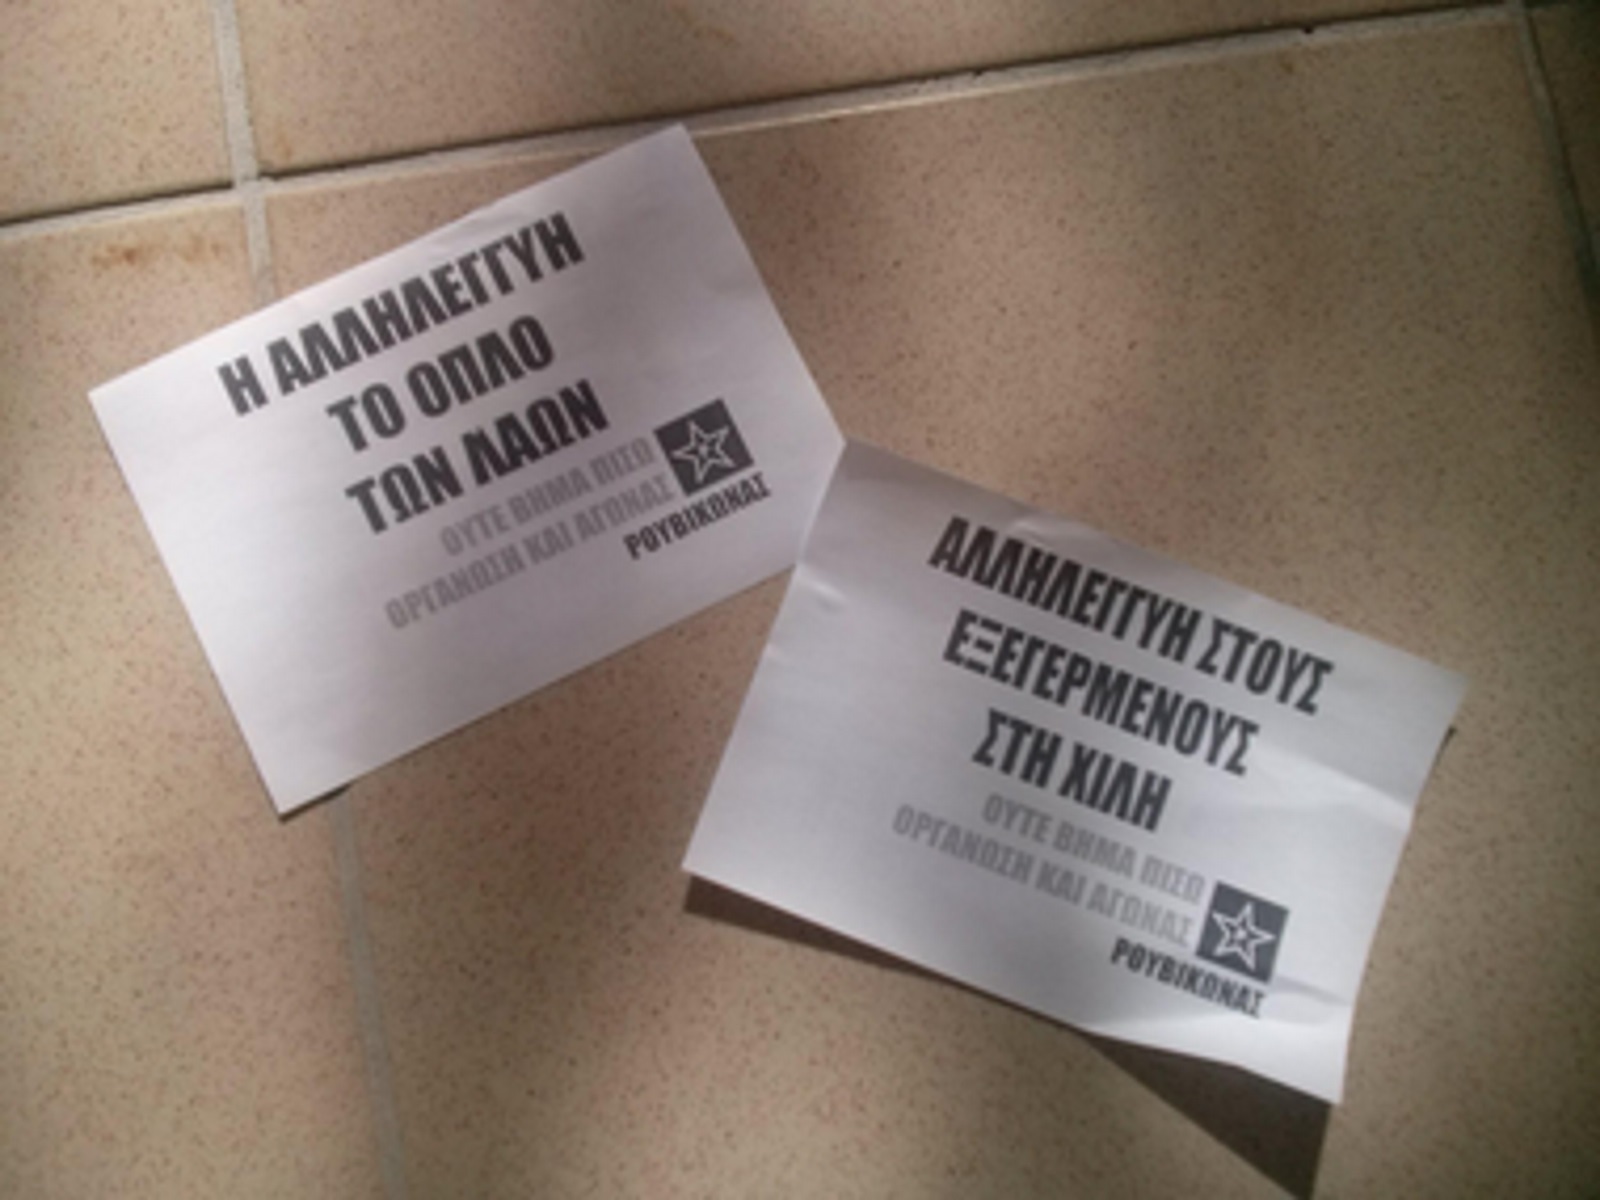 Η ΑΛΛΗΛΕΓΓΥΗ
ΤΟ ΟΠΛΟ
ΤΩΝ ΛΑΩΝ
ΟΥΤΕ ΒΗΜΑ ΠΙΣΩ
ΟΡΓΑΝΩΣΗ ΚΑΙ ΑΓΩΝΑΣ
ΡΟΥΒΙΚΩΝΑΣ
ΑΛΛΗΛΕΓΓΥΗ ΣΤΟΥΣ
ΕΞΕΓΕΡΜΕΝΟΥΣ
ΣΤΗ ΧΙΛΗ
ΟΥΤΕ ΒΗΜΑ ΠΙΣΩ
ΟΡΓΑΝΩΣΗ ΚΑΙ ΑΓΩΝΑΣ
ΡΟΥΒΙΚΩΝΑΣ